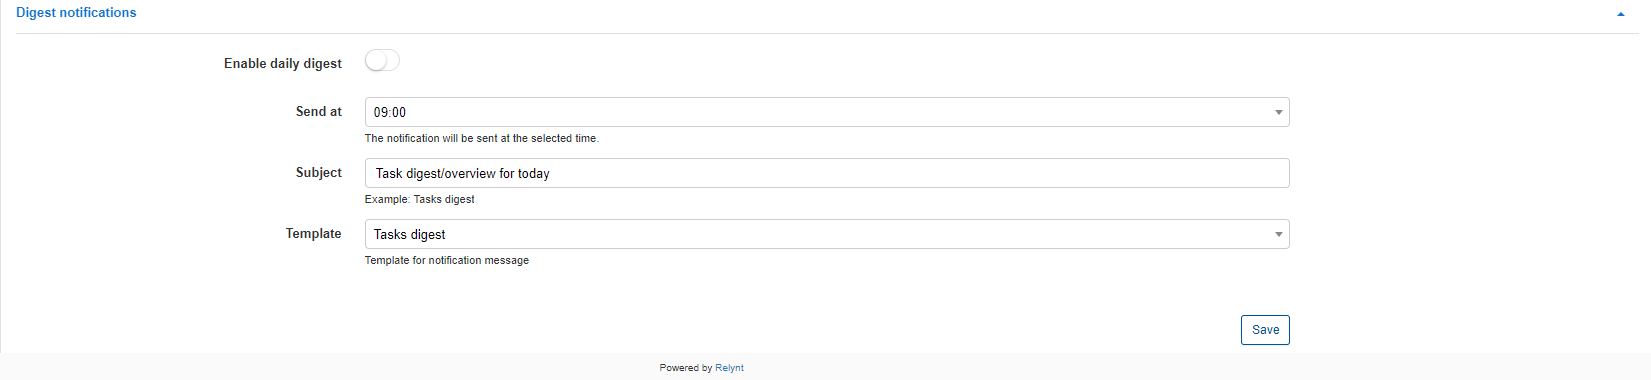 Digest notifications
Enable daily digest
Send at
09:00
The notification will be sent at the selected time.
Subject
Task digest/overview for today
Example: Tasks digest
Template
Tasks digest
Template for notification message
Save
Powered by Relynt